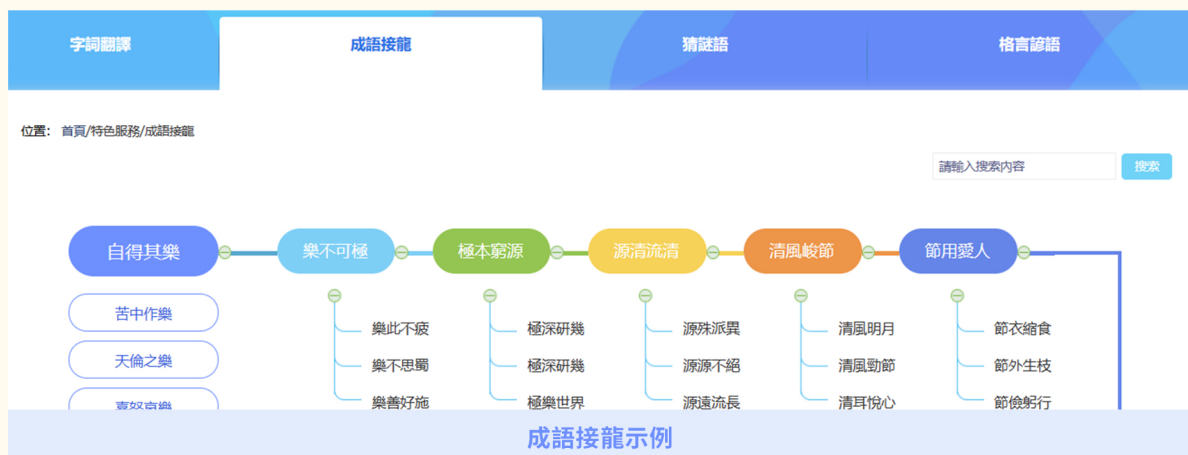 字詞翻譯 成語接龍 猜謎語 格言諺語
位置： 首頁/特色服務/成語接龍
請輸入搜索内容 搜索
自得其樂 樂不可極 極本窮源 源清流清 清風峻節 節用愛人
苦中作樂 樂此不疲 極深研幾 源殊派異 清風明月 節衣縮食
天倫之樂 樂不思蜀 極深研幾 源源不絕 清風勁節 節外生枝
喜怒哀樂 樂善好施 極樂世界 源遠流長 清耳悅心 節儉躬行
成語接龍示例